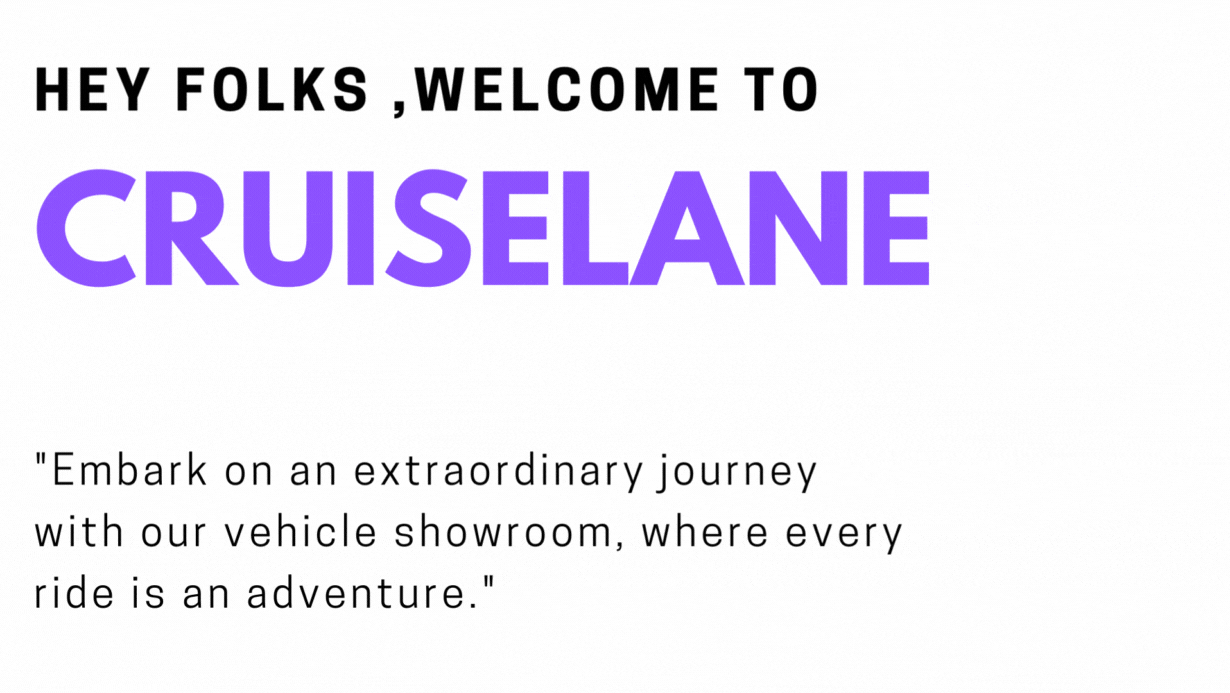 HEY FOLKS ,WELCOME TO
CRUISELANE
"Embark on an extraordinary journey
with our vehicle showroom, where every
ride is an adventure."